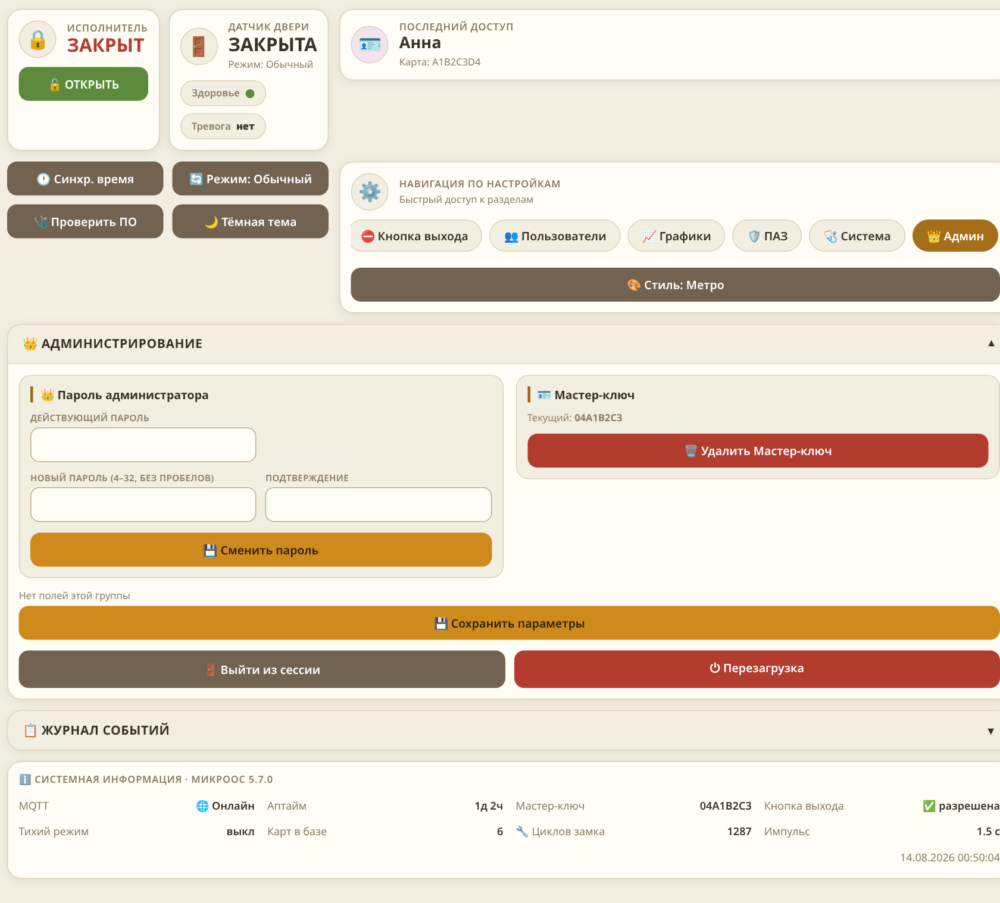 ИСПОЛНИТЕЛЬ
ЗАКРЫТ
ОТКРЫТЬ
ДАТЧИК ДВЕРИ
ЗАКРЫТА
Режим: Обычный
Здоровье
Тревога нет
ПОСЛЕДНИЙ ДОСТУП
Анна
Карта: A1B2C3D4
Синхр. время
Режим: Обычный
Проверить ПО
Тёмная тема
НАВИГАЦИЯ ПО НАСТРОЙКАМ
Быстрый доступ к разделам
Кнопка выхода
Пользователи
Графики
ПАЗ
Система
Админ
Стиль: Метро
АДМИНИСТРИРОВАНИЕ
Пароль администратора
ДЕЙСТВУЮЩИЙ ПАРОЛЬ
НОВЫЙ ПАРОЛЬ (4–32, БЕЗ ПРОБЕЛОВ)
ПОДТВЕРЖДЕНИЕ
Сменить пароль
Мастер-ключ
Текущий: 04A1B2C3
Удалить Мастер-ключ
Нет полей этой группы
Сохранить параметры
Выйти из сессии
Перезагрузка
ЖУРНАЛ СОБЫТИЙ
СИСТЕМНАЯ ИНФОРМАЦИЯ · МИКРООС 5.7.0
MQTT Онлайн
Аптайм 1д 2ч
Мастер-ключ 04A1B2C3
Кнопка выхода разрешена
Тихий режим выкл
Карт в базе 6
Циклов замка 1287
Импульс 1.5 с
14.08.2026 00:50:04